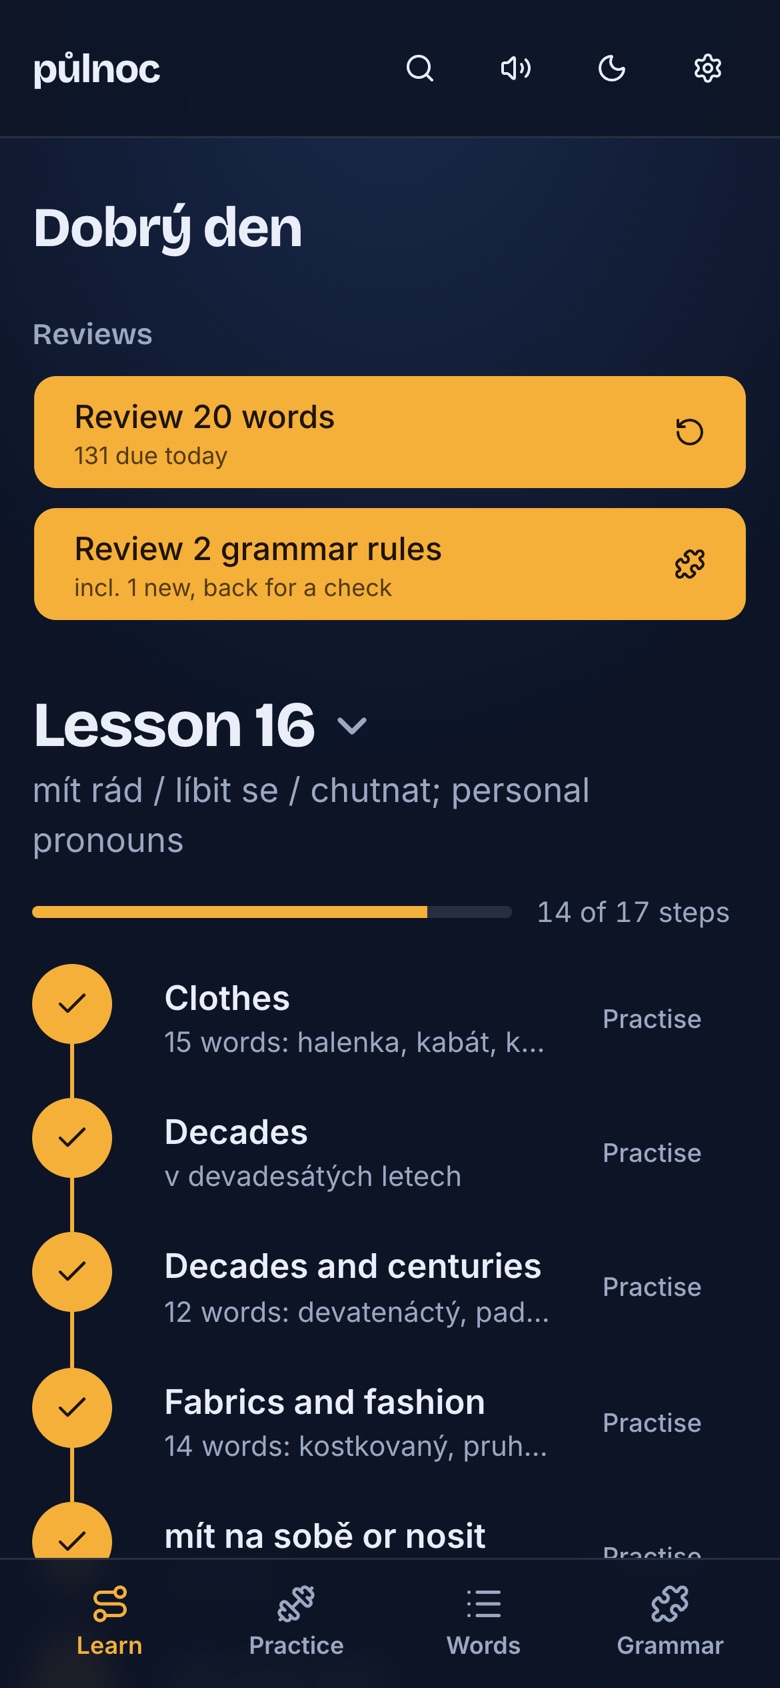 půlnoc
Dobrý den
Reviews
Review 20 words
131 due today
Review 2 grammar rules
incl. 1 new, back for a check
Lesson 16
mít rád / líbit se / chutnat; personal
pronouns
14 of 17 steps
Clothes
15 words: halenka, kabát, k...
Practise
Decades
v devadesátých letech
Practise
Decades and centuries
12 words: devatenáctý, pad...
Practise
Fabrics and fashion
14 words: kostkovaný, pruh...
Practise
mít na sobě or nosit
Practise
Learn
Practice
Words
Grammar